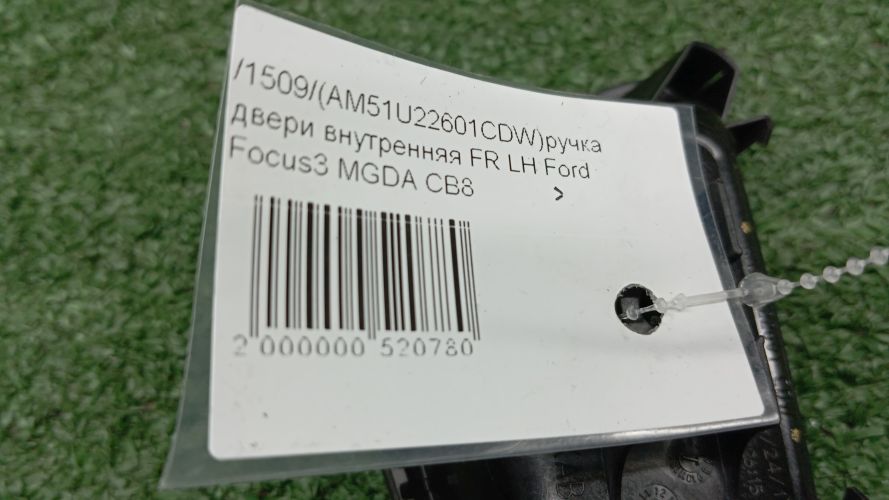 /1509/(AM51U22601CDW)ручка
двери внутренняя FR LH Ford
Focus3 MGDA CB8 >
2 000000 520780